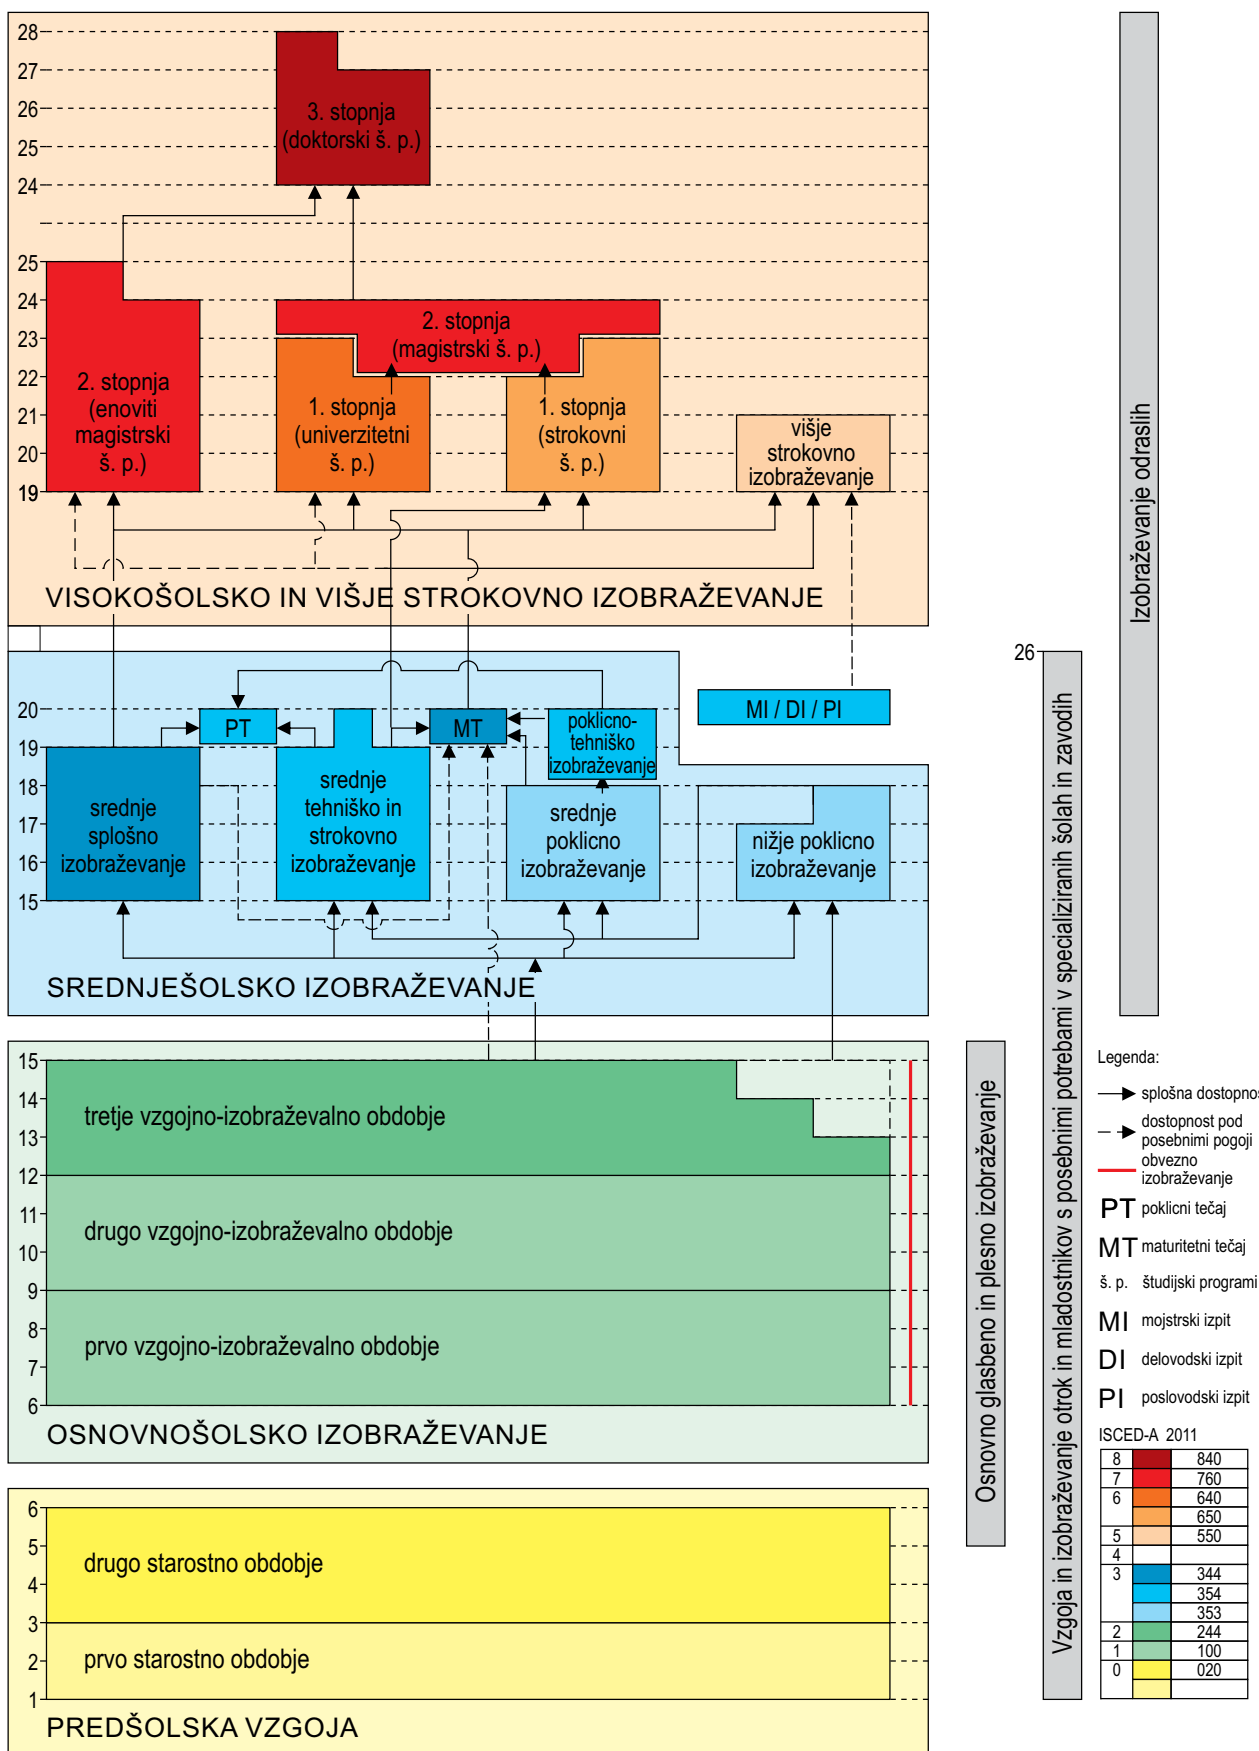 28
27
26
25
24
3. stopnja
(doktorski š. p.)
25
24
23
22
21
20
19
2. stopnja
(enoviti
magistrski
š. p.)
2. stopnja
(magistrski š. p.)
1. stopnja
(univerzitetni
š. p.)
1. stopnja
(strokovni
š. p.)
višje
strokovno
izobraževanje
VISOKOŠOLSKO IN VIŠJE STROKOVNO IZOBRAŽEVANJE
20
19
18
17
16
15
PT
MT
MI / DI / PI
poklicno-
tehniško
izobraževanje
srednje
splošno
izobraževanje
srednje
tehniško in
strokovno
izobraževanje
srednje
poklicno
izobraževanje
nižje poklicno
izobraževanje
SREDNJEŠOLSKO IZOBRAŽEVANJE
15
14
13
12
11
10
9
8
7
6
tretje vzgojno-izobraževalno obdobje
drugo vzgojno-izobraževalno obdobje
prvo vzgojno-izobraževalno obdobje
OSNOVNOŠOLSKO IZOBRAŽEVANJE
6
5
4
3
2
1
drugo starostno obdobje
prvo starostno obdobje
PREDŠOLSKA VZGOJA
Osnovno glasbeno in plesno izobraževanje
26
Vzgoja in izobraževanje otrok in mladostnikov s posebnimi potrebami v specializiranih šolah in zavodih
Izobraževanje odraslih
Legenda:
splošna dostopnos
dostopnost pod
posebnimi pogoji
obvezno
izobraževanje
PT poklicni tečaj
MT maturitetni tečaj
š. p. študijski programi
MI mojstrski izpit
DI delovodski izpit
PI poslovodski izpit
ISCED-A 2011
8 840
7 760
6 640
650
5 550
4
3 344
354
353
2 244
1 100
0 020